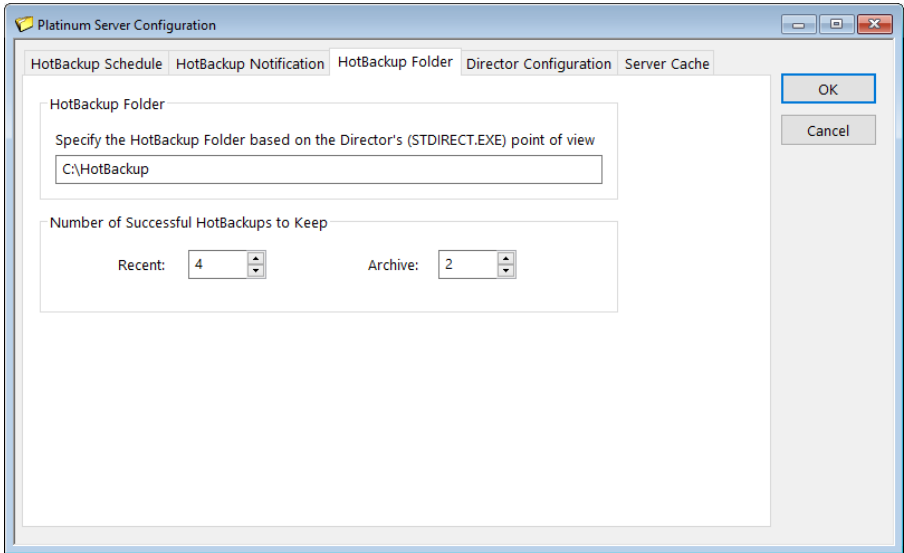 Platinum Server Configuration
HotBackup Schedule HotBackup Notification HotBackup Folder Director Configuration Server Cache
OK
Cancel
HotBackup Folder
Specify the HotBackup Folder based on the Director's (STDIRECT.EXE) point of view
C:\HotBackup
Number of Successful HotBackups to Keep
Recent: 4 Archive: 2